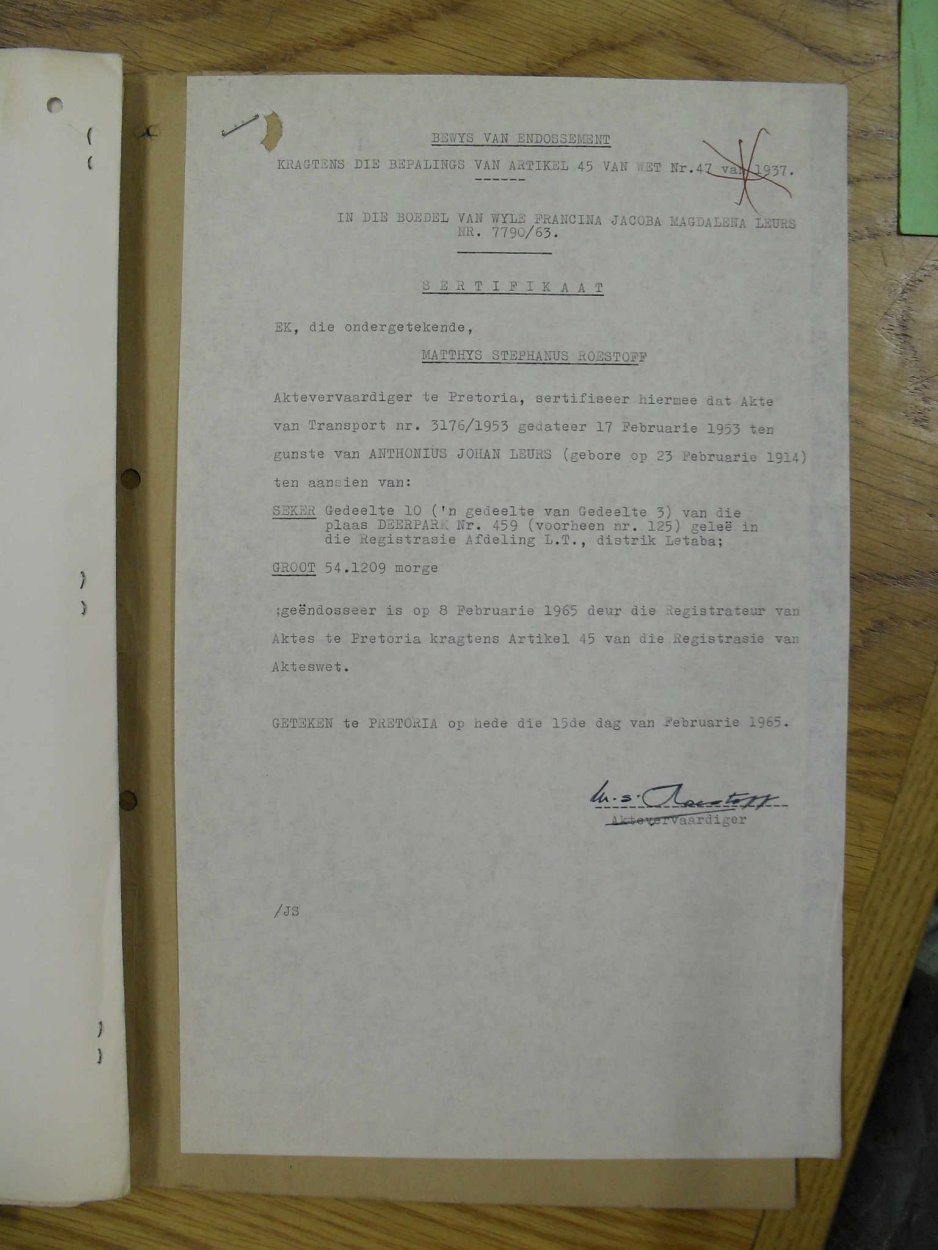 BEWYS VAN ENDOSSEMENT
KRAGTENS DIE BEPALINGS VAN ARTIKEL 45 VAN WET Nr.47 van 1937.
IN DIE BOEDEL VAN WYLE FRANCINA JACOBA MAGDALENA LEURS
NR. 7790/63.
S E R T I F I K A A T
EK, die ondergetekende,
MATTHYS STEPHANUS ROESTOFF
Aktevervaardiger te Pretoria, sertifiseer hiermee dat Akte
van Transport nr. 3176/1953 gedateer 17 Februarie 1953 ten
gunste van ANTHONIUS JOHAN LEURS (gebore op 23 Februarie 1914)
ten aansien van:
SEKER Gedeelte 10 ('n gedeelte van Gedeelte 3) van die
plaas DEERPARK Nr. 459 (voorheen nr. 125) geleë in
die Registrasie Afdeling L.T., distrik Letaba;
GROOT 54.1209 morge
;geëndosseer is op 8 Februarie 1965 deur die Registrateur van
Aktes te Pretoria kragtens Artikel 45 van die Registrasie van
Akteswet.
GETEKEN te PRETORIA op hede die 15de dag van Februarie 1965.
M.S. Roestoff
Aktevervaardiger
/JS